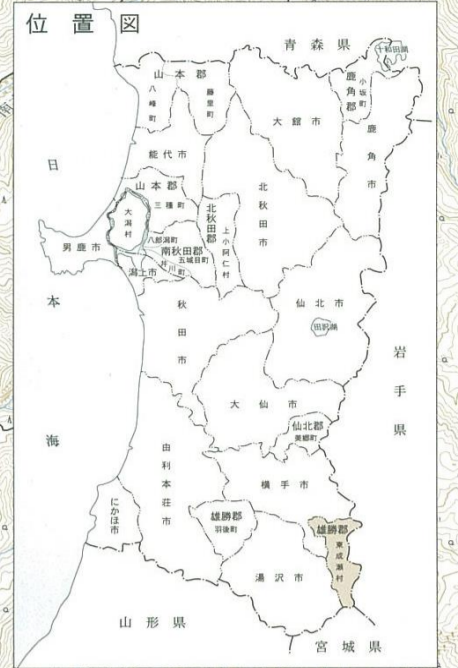 位置図
青森県
十和田湖
山本郡
八峰町
藤里町
鹿角郡
小坂町
大館市
鹿角市
能代市
山本郡
三種町
北秋田市
北秋田郡
上小阿仁村
日本海
大潟村
男鹿市
八郎潟町
南秋田郡
五城目町
井川町
潟上市
秋田市
仙北市
田沢湖
岩手県
大仙市
仙北郡
美郷町
由利本荘市
横手市
にかほ市
雄勝郡
羽後町
雄勝郡
東成瀬村
湯沢市
山形県
宮城県